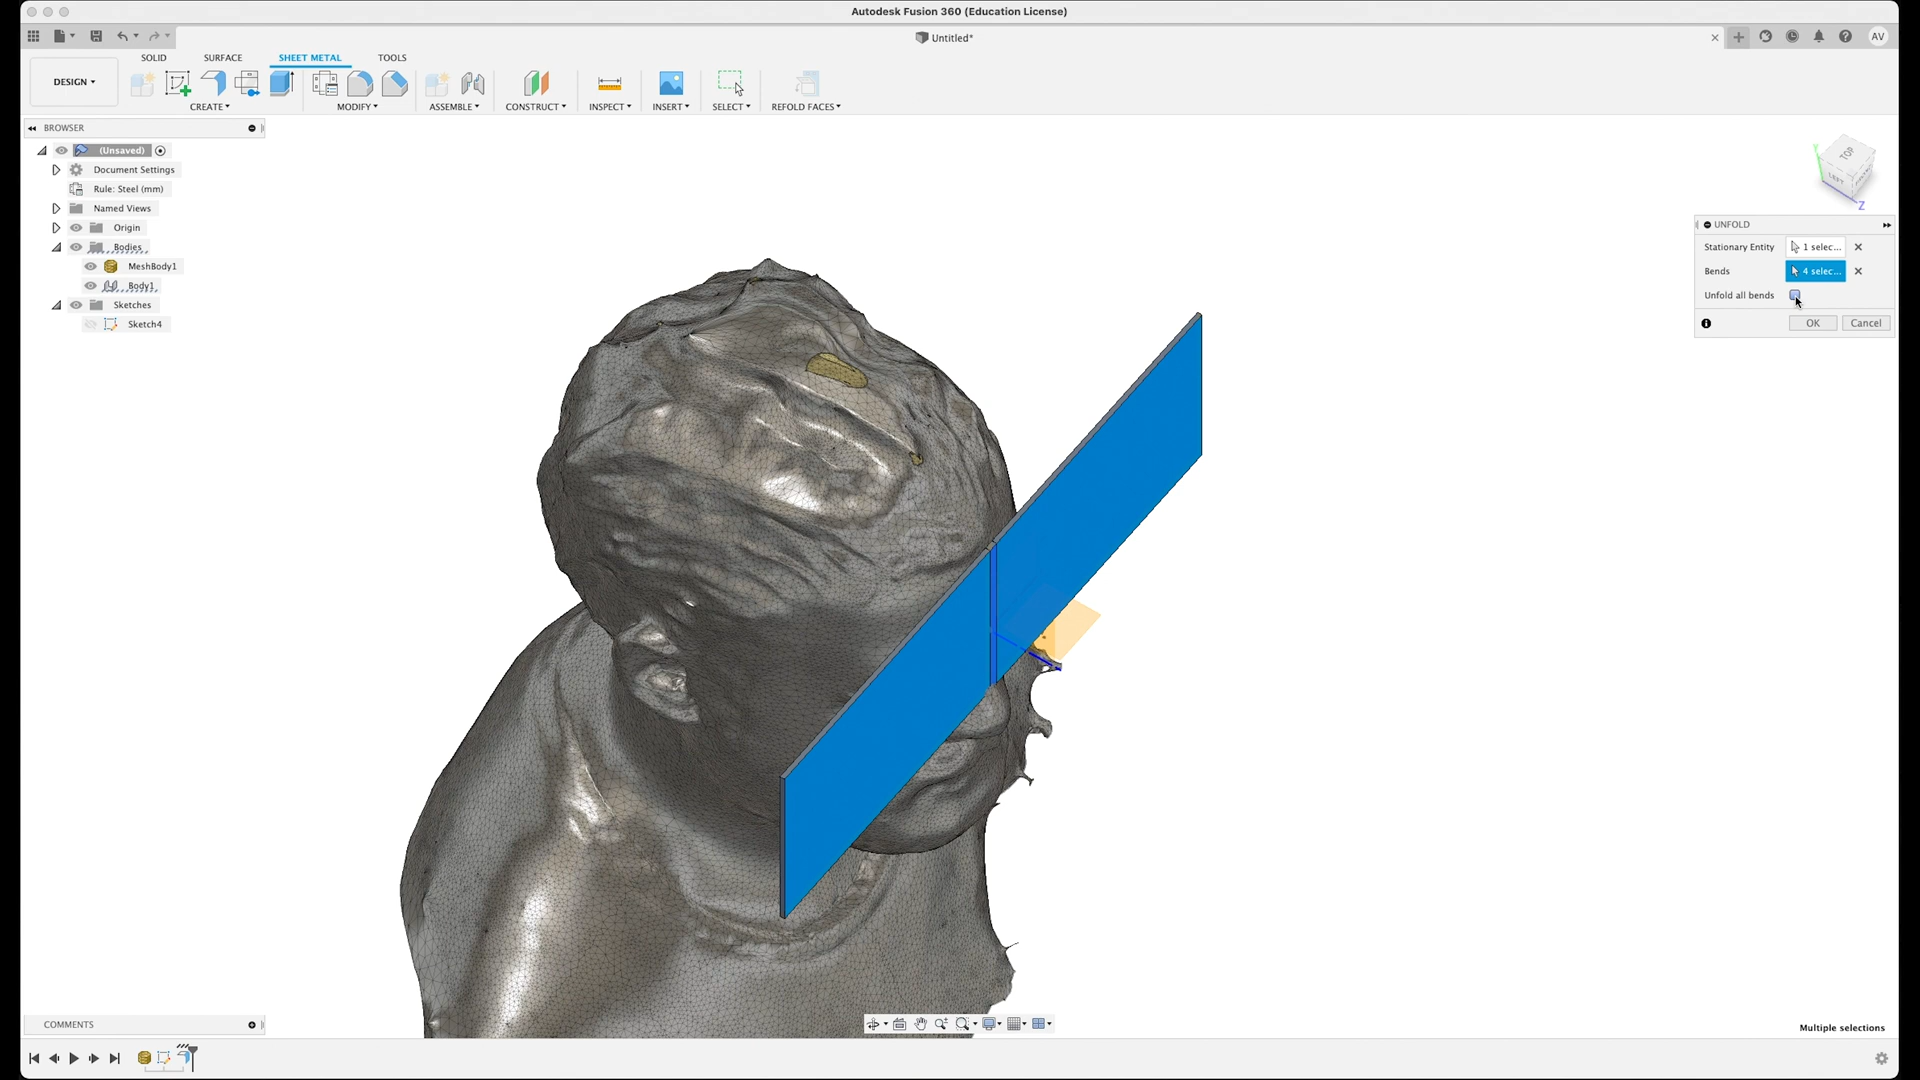 Autodesk Fusion 360 (Education License)
Untitled*
AV
DESIGN
SOLID
SURFACE
SHEET METAL
TOOLS
CREATE
MODIFY
ASSEMBLE
CONSTRUCT
INSPECT
INSERT
SELECT
REFOLD FACES
BROWSER
(Unsaved)
Document Settings
Rule: Steel (mm)
Named Views
Origin
Bodies
MeshBody1
Body1
Sketches
Sketch4
TOP
LEFT
Z
UNFOLD
Stationary Entity
1 selec...
Bends
4 selec...
Unfold all bends
OK
Cancel
COMMENTS
Multiple selections